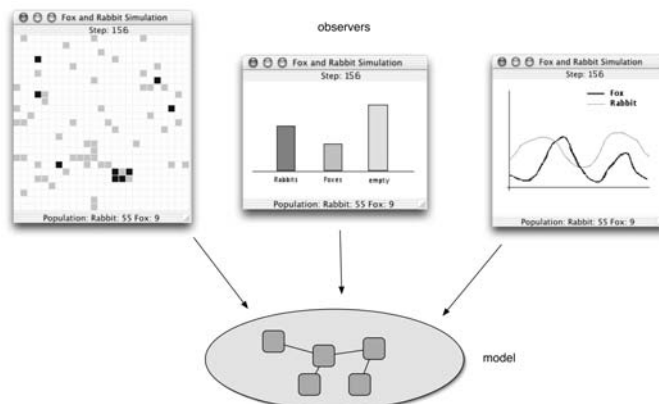 observers
Fox and Rabbit Simulation
Step: 156
Population: Rabbit: 55 Fox: 9
Fox and Rabbit Simulation
Step: 156
Rabbits
Foxes
empty
Population: Rabbit: 55 Fox: 9
Fox and Rabbit Simulation
Step: 156
Fox
Rabbit
Population: Rabbit: 55 Fox: 9
model